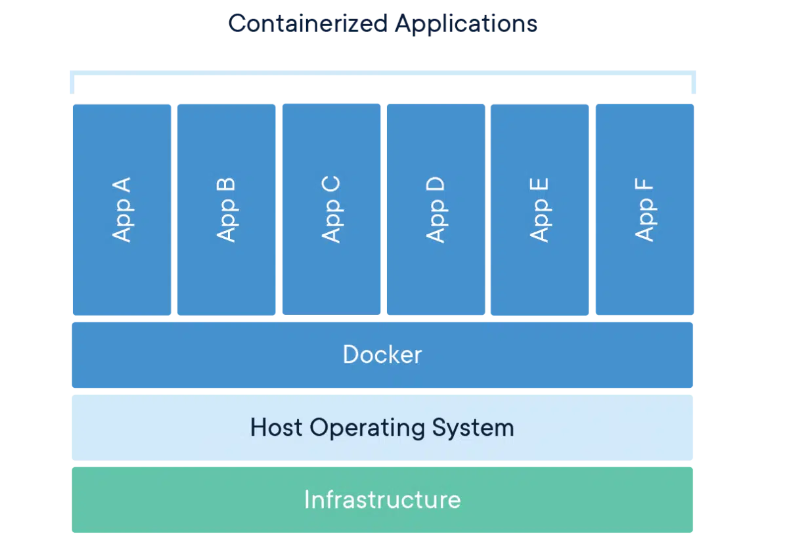 Containerized Applications
App A
App B
App C
App D
App E
App F
Docker
Host Operating System
Infrastructure